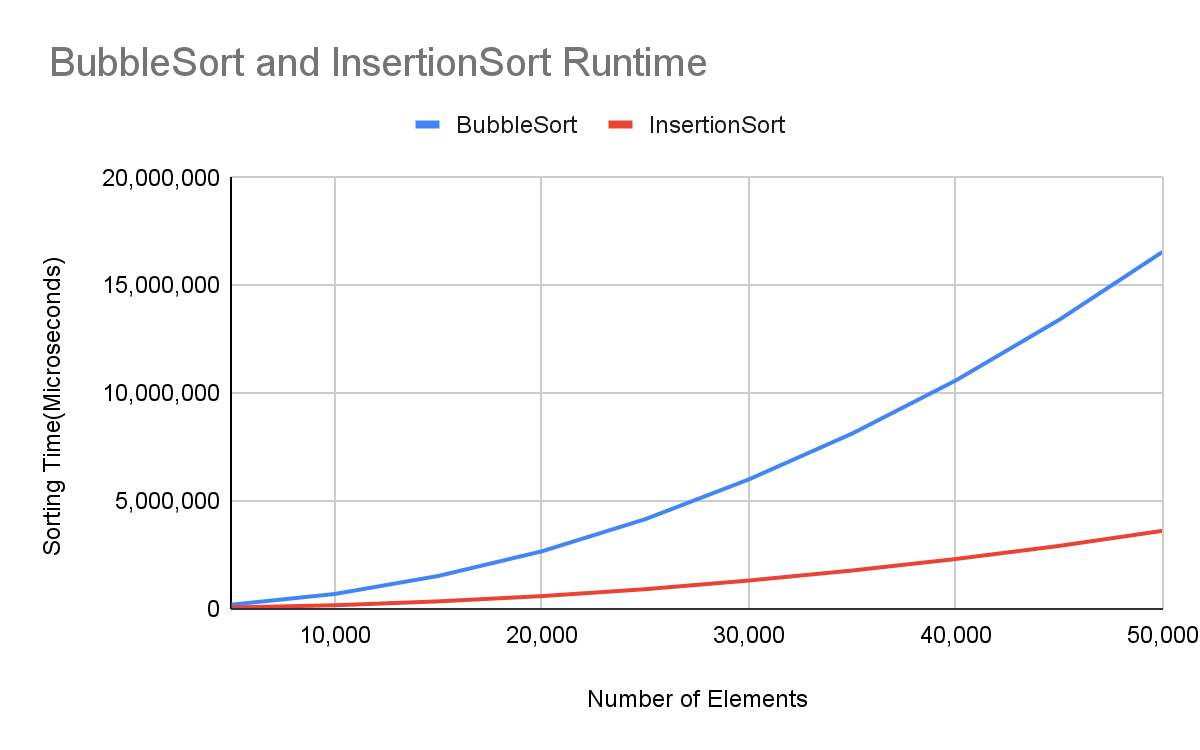 BubbleSort and InsertionSort Runtime
BubbleSort InsertionSort
20,000,000
15,000,000
10,000,000
5,000,000
0
Sorting Time(Microseconds)
10,000 20,000 30,000 40,000 50,000
Number of Elements